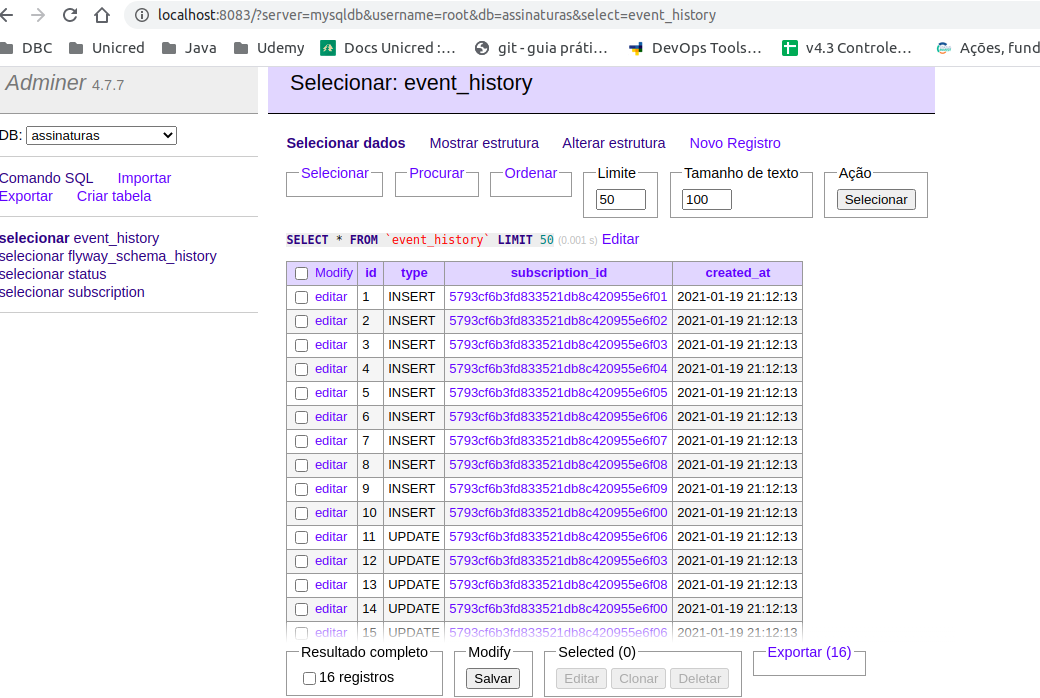 localhost:8083/?server=mysqldb&username=root&db=assinaturas&select=event_history
DBC Unicred Java Udemy Docs Unicred :... git - guia práti... DevOps Tools... v4.3 Controle... Ações, fund
Adminer 4.7.7
DB: assinaturas
Comando SQL Importar
Exportar Criar tabela
selecionar event_history
selecionar flyway_schema_history
selecionar status
selecionar subscription
Selecionar: event_history
Selecionar dados Mostrar estrutura Alterar estrutura Novo Registro
Selecionar Procurar Ordenar Limite Tamanho de texto Ação
50 100 Selecionar
SELECT * FROM `event_history` LIMIT 50 (0.001 s) Editar
Modify id type subscription_id created_at
editar 1 INSERT 5793cf6b3fd833521db8c420955e6f01 2021-01-19 21:12:13
editar 2 INSERT 5793cf6b3fd833521db8c420955e6f02 2021-01-19 21:12:13
editar 3 INSERT 5793cf6b3fd833521db8c420955e6f03 2021-01-19 21:12:13
editar 4 INSERT 5793cf6b3fd833521db8c420955e6f04 2021-01-19 21:12:13
editar 5 INSERT 5793cf6b3fd833521db8c420955e6f05 2021-01-19 21:12:13
editar 6 INSERT 5793cf6b3fd833521db8c420955e6f06 2021-01-19 21:12:13
editar 7 INSERT 5793cf6b3fd833521db8c420955e6f07 2021-01-19 21:12:13
editar 8 INSERT 5793cf6b3fd833521db8c420955e6f08 2021-01-19 21:12:13
editar 9 INSERT 5793cf6b3fd833521db8c420955e6f09 2021-01-19 21:12:13
editar 10 INSERT 5793cf6b3fd833521db8c420955e6f00 2021-01-19 21:12:13
editar 11 UPDATE 5793cf6b3fd833521db8c420955e6f06 2021-01-19 21:12:13
editar 12 UPDATE 5793cf6b3fd833521db8c420955e6f03 2021-01-19 21:12:13
editar 13 UPDATE 5793cf6b3fd833521db8c420955e6f08 2021-01-19 21:12:13
editar 14 UPDATE 5793cf6b3fd833521db8c420955e6f00 2021-01-19 21:12:13
editar 15 UPDATE 5793cf6b3fd833521db8c420955e6f06 2021-01-19 21:12:13
Resultado completo Modify Selected (0) Exportar (16)
16 registros Salvar Editar Clonar Deletar